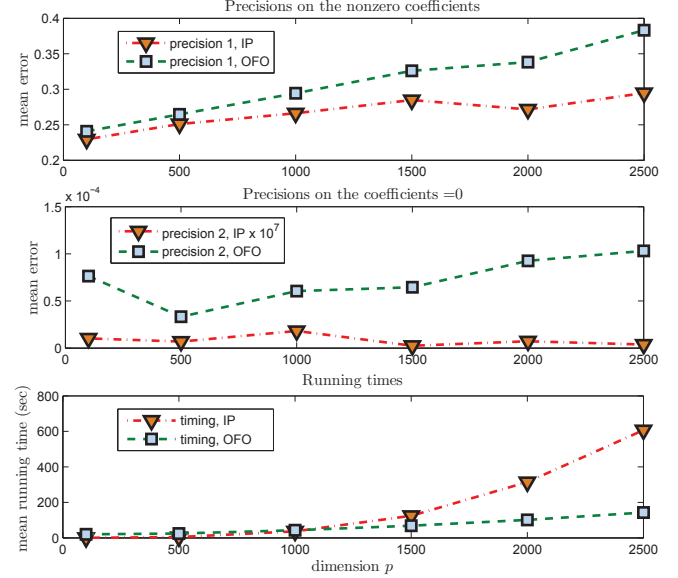 Precisions on the nonzero coefficients
0.4
0.35
0.3
0.25
0.2
mean error
precision 1, IP
precision 1, OFO
0 500 1000 1500 2000 2500
Precisions on the coefficients =0
x 10^-4
1.5
1
0.5
0
mean error
precision 2, IP x 10^7
precision 2, OFO
0 500 1000 1500 2000 2500
Running times
800
600
400
200
0
mean running time (sec)
timing, IP
timing, OFO
0 500 1000 1500 2000 2500
dimension p